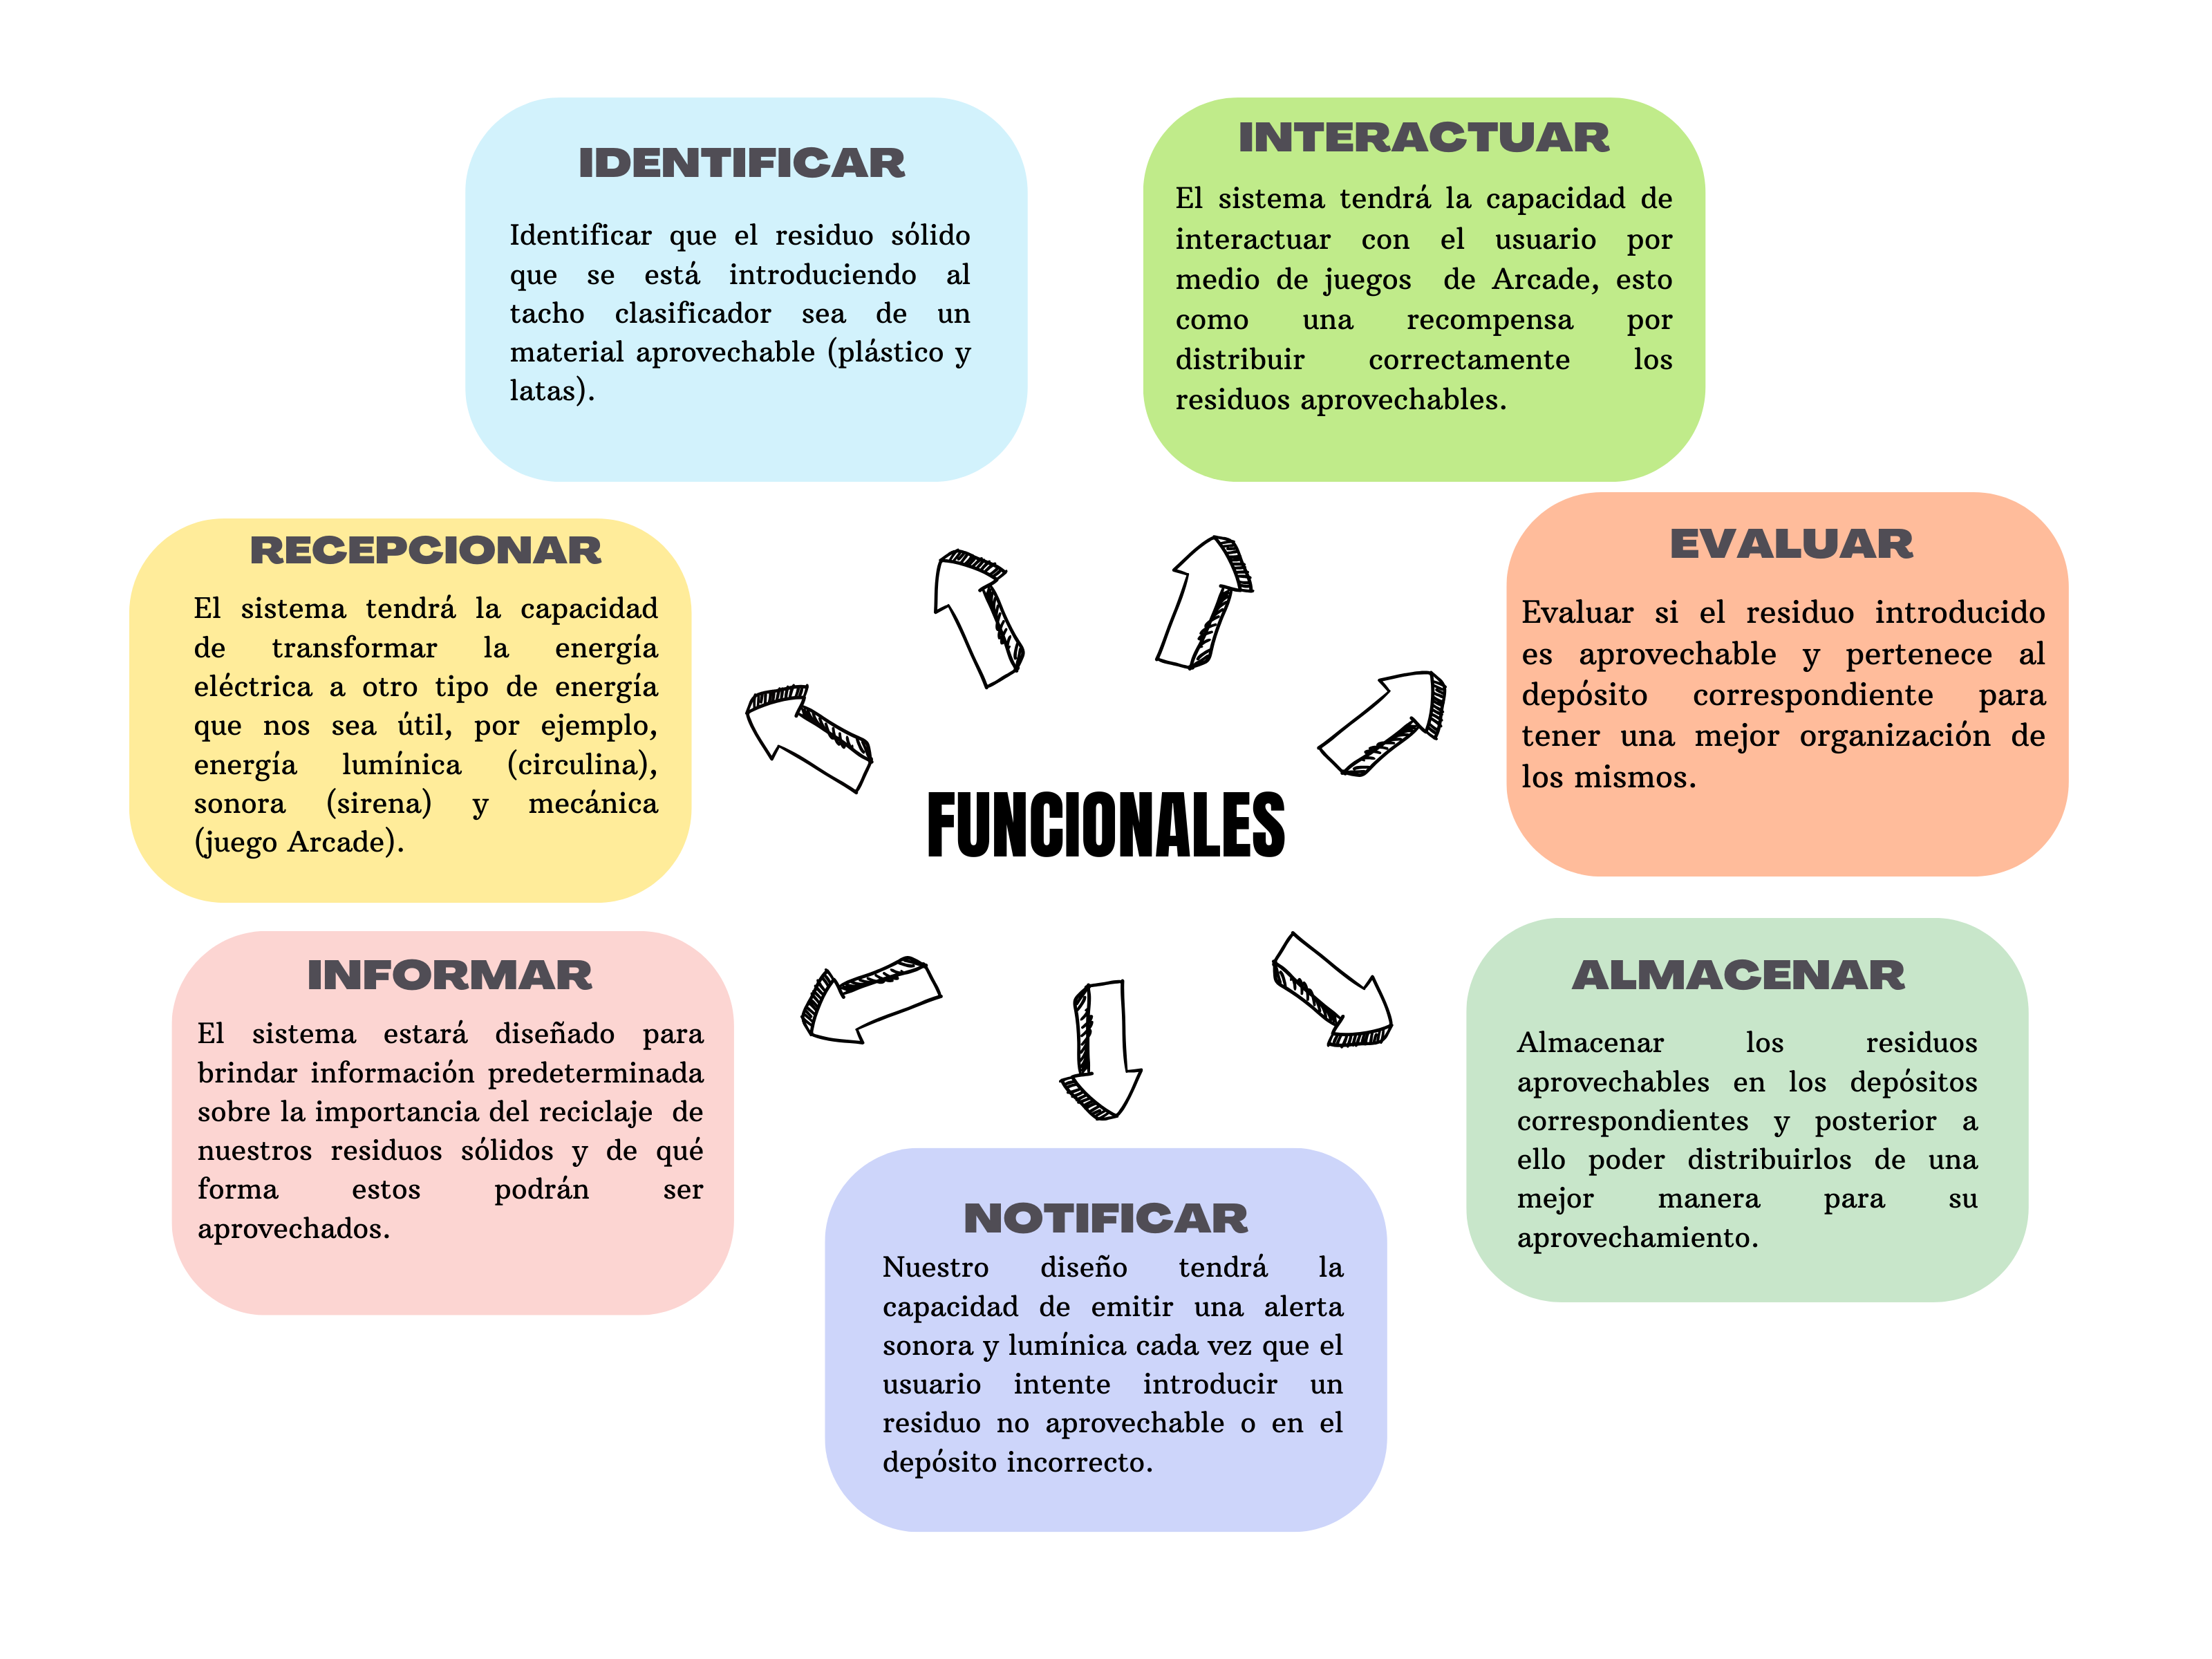 IDENTIFICAR
Identificar que el residuo sólido
que se está introduciendo al
tacho clasificador sea de un
material aprovechable (plástico y
latas).
INTERACTUAR
El sistema tendrá la capacidad de
interactuar con el usuario por
medio de juegos de Arcade, esto
como una recompensa por
distribuir correctamente los
residuos aprovechables.
RECEPCIONAR
El sistema tendrá la capacidad
de transformar la energía
eléctrica a otro tipo de energía
que nos sea útil, por ejemplo,
energía lumínica (circulina),
sonora (sirena) y mecánica
(juego Arcade).
EVALUAR
Evaluar si el residuo introducido
es aprovechable y pertenece al
depósito correspondiente para
tener una mejor organización de
los mismos.
FUNCIONALES
INFORMAR
El sistema estará diseñado para
brindar información predeterminada
sobre la importancia del reciclaje de
nuestros residuos sólidos y de qué
forma estos podrán ser
aprovechados.
ALMACENAR
Almacenar los residuos
aprovechables en los depósitos
correspondientes y posterior a
ello poder distribuirlos de una
mejor manera para su
aprovechamiento.
NOTIFICAR
Nuestro diseño tendrá la
capacidad de emitir una alerta
sonora y lumínica cada vez que el
usuario intente introducir un
residuo no aprovechable o en el
depósito incorrecto.